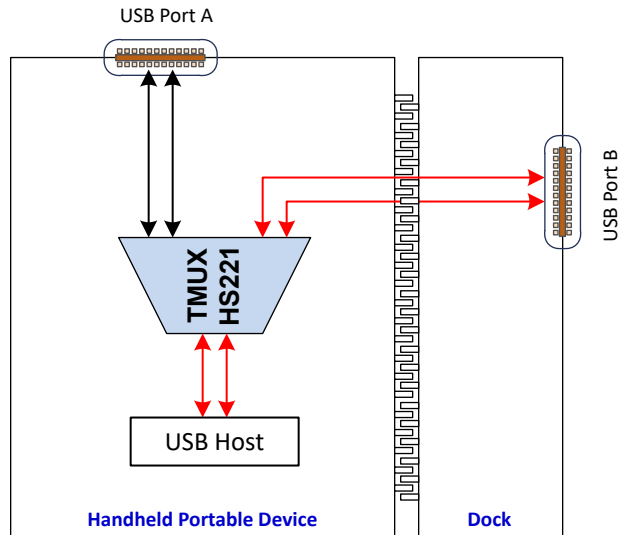 USB Port A
USB Port B
TMUX
HS221
USB Host
Handheld Portable Device
Dock